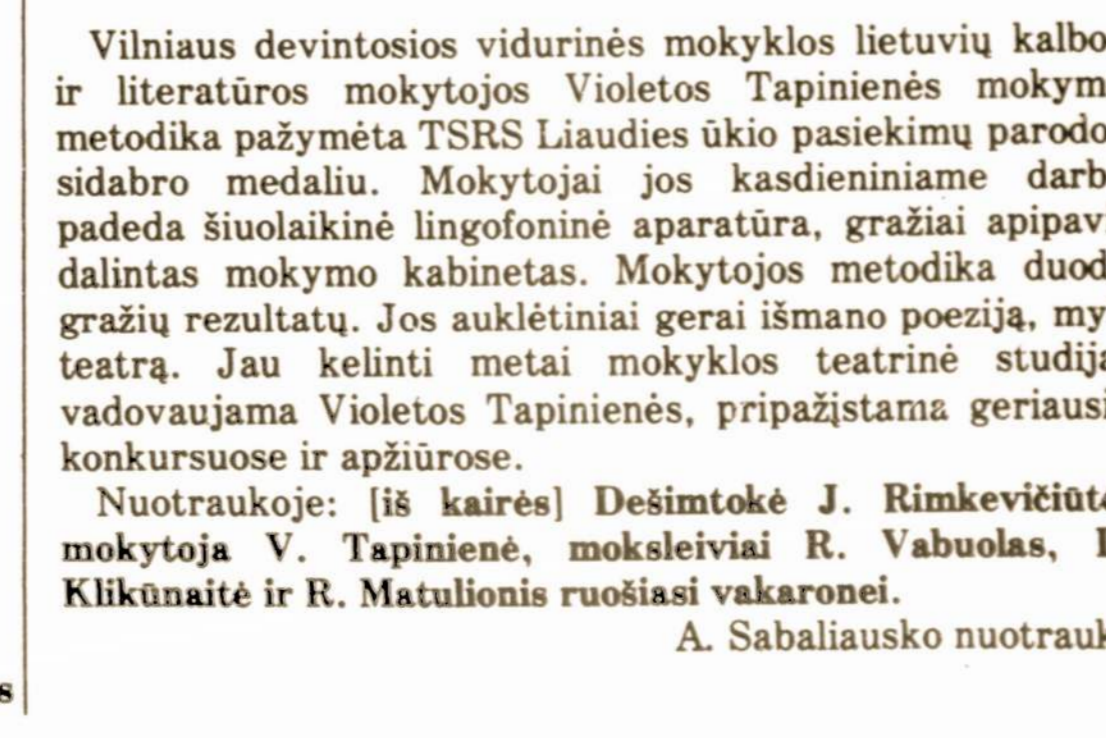 Vilniaus devintosios vidurinės mokyklos lietuvių kalbo
ir literatūros mokytojos Violetos Tapinienės mokym
metodika pažymėta TSRS Liaudies ūkio pasiekimų parodo
sidabro medaliu. Mokytojai jos kasdieniniame darb
padeda šiuolaikinė lingofoninė aparatūra, gražiai apipavi
dalintas mokymo kabinetas. Mokytojos metodika duod
gražių rezultatų. Jos auklėtiniai gerai išmano poeziją, my
teatrą. Jau kelinti metai mokyklos teatrinė studija
vadovaujama Violetos Tapinienės, pripažįstama geriausi
konkursuose ir apžiūrose.
Nuotraukoje: [iš kairės] Dešimtokė J. Rimkevičiūtė
mokytoja V. Tapinienė, moksleiviai R. Vabuolas,
Klikūnaitė ir R. Matulionis ruošiasi vakaronei.
A. Sabaliausko nuotrauk
s